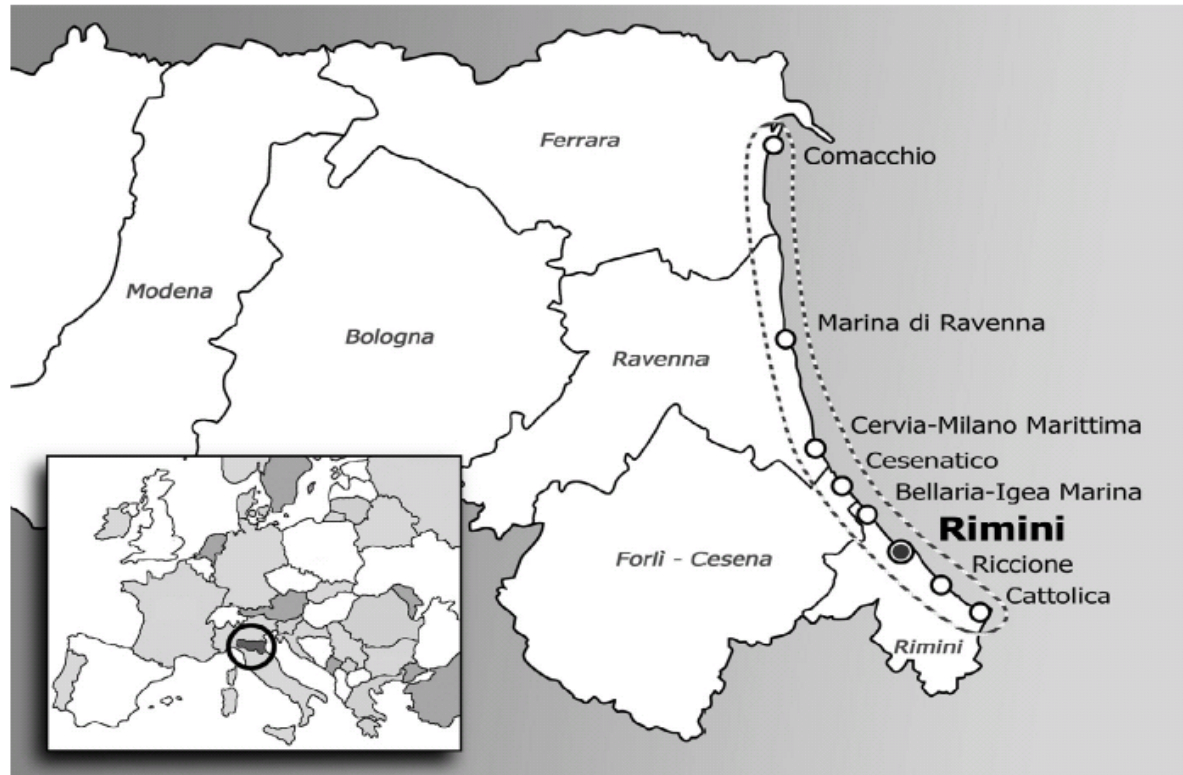 Ferrara
Comacchio
Modena
Marina di Ravenna
Bologna
Ravenna
Cervia-Milano Marittima
Cesenatico
Bellaria-Igea Marina
Rimini
Forlì - Cesena
Riccione
Cattolica
Rimini